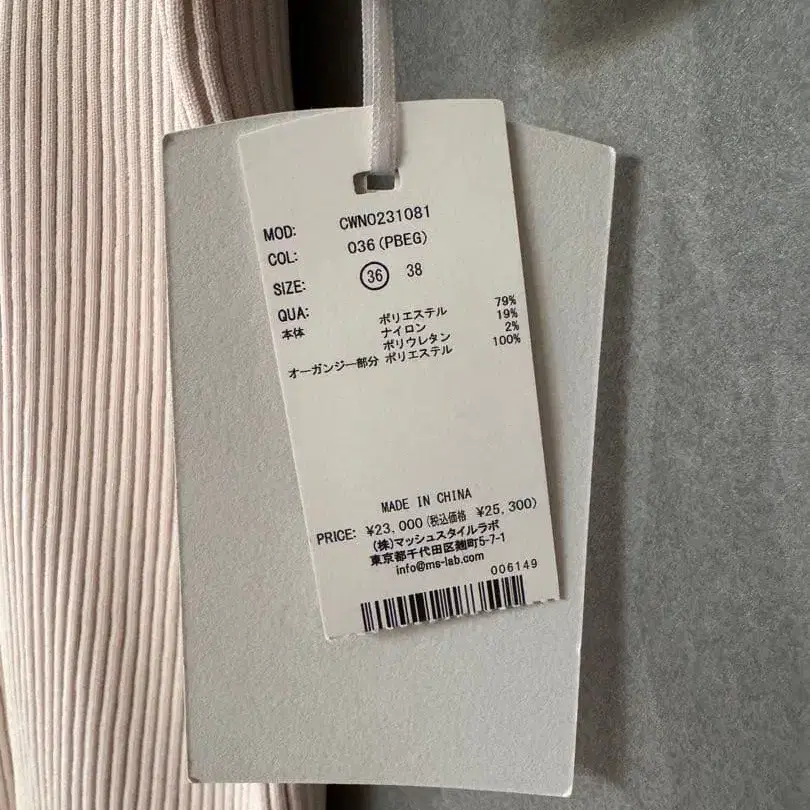 MOD: CWNO231081
COL: 036(PBEG)
SIZE: 36 38
QUA:
本体 ポリエステル 79%
ナイロン 19%
ポリウレタン 2%
オーガンジー部分 ポリエステル 100%
MADE IN CHINA
PRICE: ¥23,000(税込価格 ¥25,300)
(株)マッシュスタイルラボ
東京都千代田区麹町5-7-1
info@ms-lab.com
006149